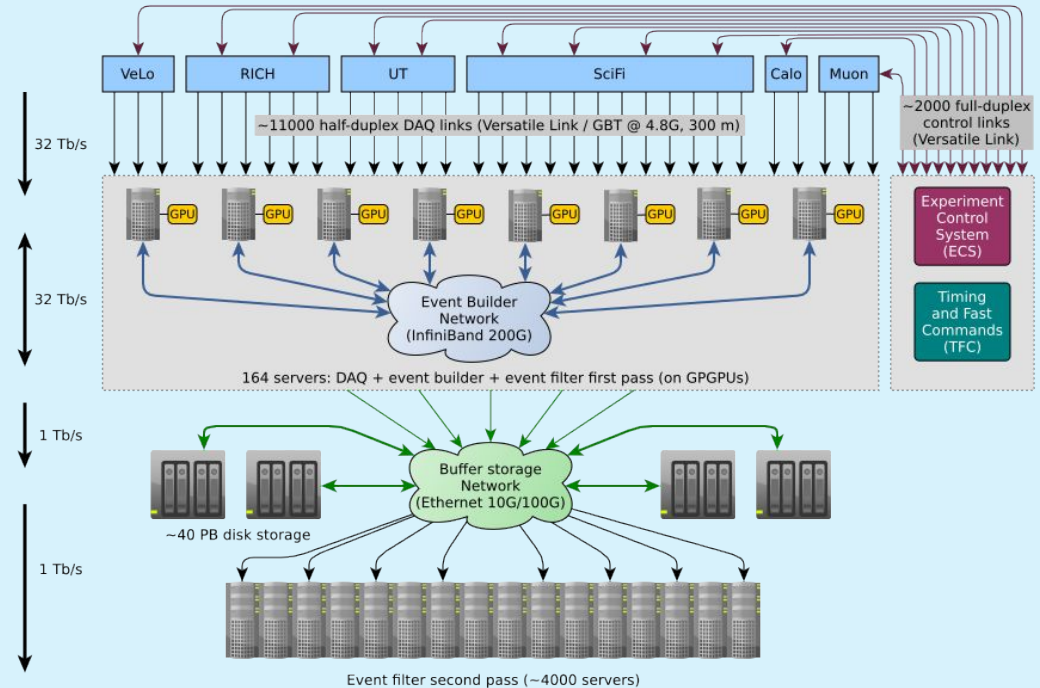 VeLo
RICH
UT
SciFi
Calo
Muon
~11000 half-duplex DAQ links (Versatile Link / GBT @ 4.8G, 300 m)
~2000 full-duplex
control links
(Versatile Link)
32 Tb/s
GPU
GPU
GPU
GPU
GPU
GPU
GPU
GPU
Experiment
Control
System
(ECS)
32 Tb/s
Event Builder
Network
(InfiniBand 200G)
Timing
and Fast
Commands
(TFC)
164 servers: DAQ + event builder + event filter first pass (on GPGPUs)
1 Tb/s
Buffer storage
Network
(Ethernet 10G/100G)
~40 PB disk storage
1 Tb/s
Event filter second pass (~4000 servers)